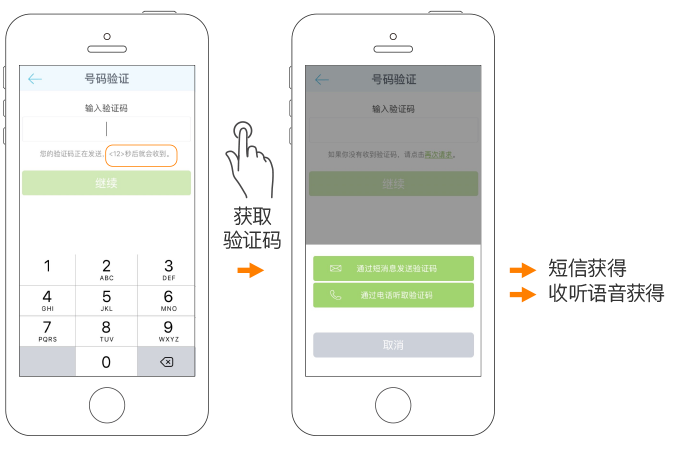 号码验证
输入验证码
您的验证码正在发送, <12>秒后就会收到。
继续
1
2
ABC
3
DEF
4
GHI
5
JKL
6
MNO
7
PQRS
8
TUV
9
WXYZ
0
获取
验证码
号码验证
输入验证码
如果你没有收到验证码, 请点击再次请求。
继续
通过短消息发送验证码
通过电话听取验证码
取消
短信获得
收听语音获得